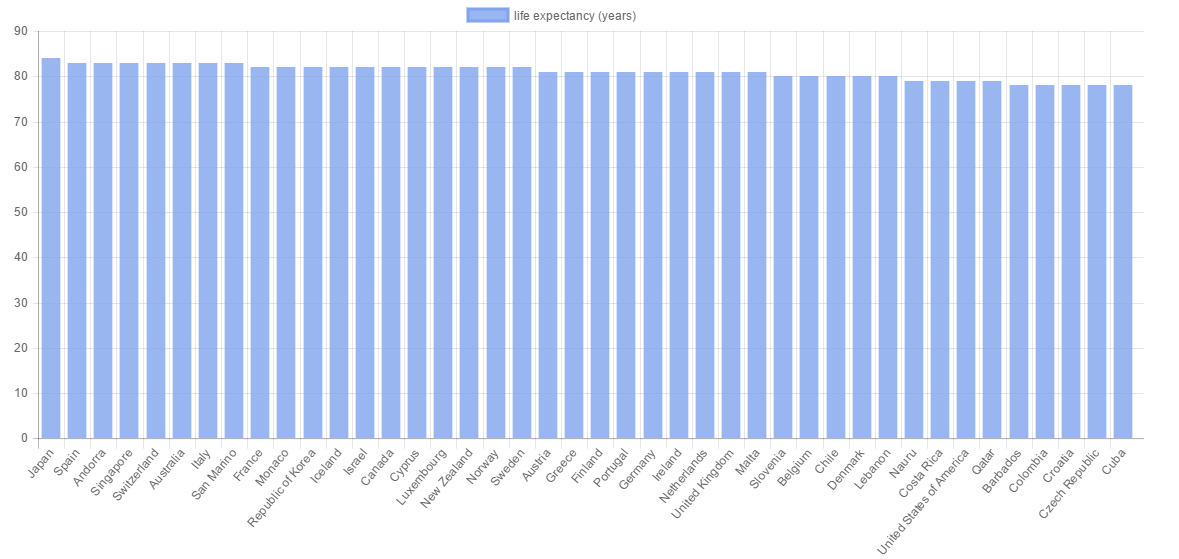 life expectancy (years)
90
80
70
60
50
40
30
20
10
0
Japan
Spain
Andorra
Singapore
Switzerland
Australia
Italy
San Marino
France
Monaco
Republic of Korea
Iceland
Israel
Canada
Cyprus
Luxembourg
New Zealand
Norway
Sweden
Austria
Greece
Finland
Portugal
Germany
Ireland
Netherlands
United Kingdom
Malta
Slovenia
Belgium
Chile
Denmark
Lebanon
Nauru
Costa Rica
United States of America
Qatar
Barbados
Colombia
Croatia
Czech Republic
Cuba